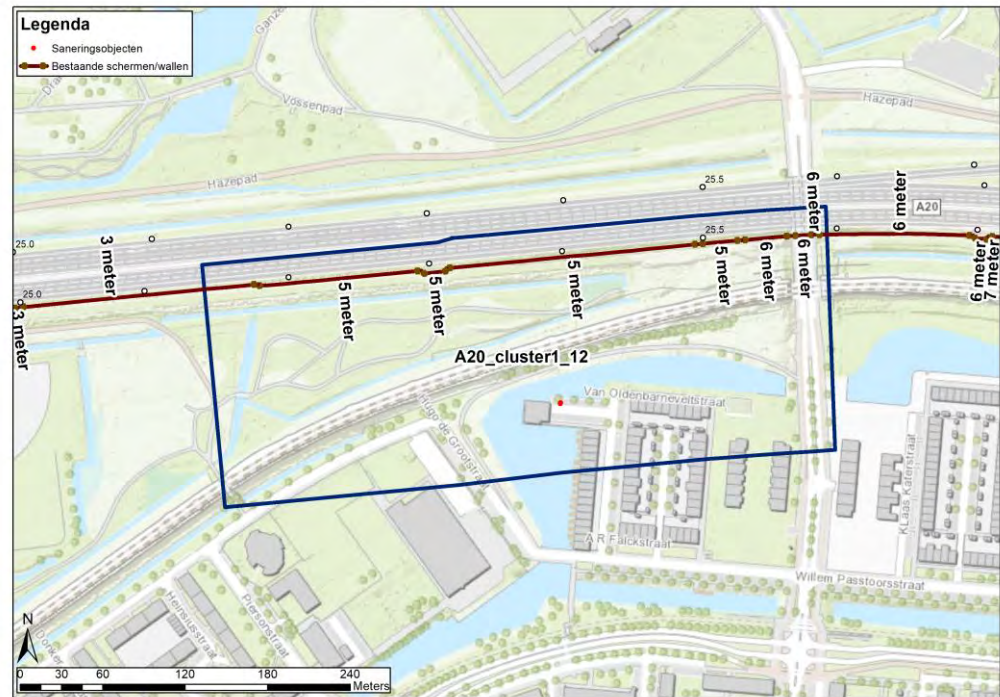 Legenda
Saneringsobjecten
Bestaande schermen/wallen
Vossenpad
Hazepad
Hazepad
25.5
25.0
25.5
25.0
A20
3 meter
3 meter
5 meter
5 meter
5 meter
5 meter
6 meter
6 meter
6 meter
6 meter
6 meter
7 meter
A20_cluster1_12
Van Oldenbarneveltstraat
Hugo de Grootstraat
A R Falckstraat
Klaas Katerstraat
Willem Passtoorsstraat
Heinsiusstraat
Piersonstraat
Donker
N
0 30 60 120 180 240
Meters